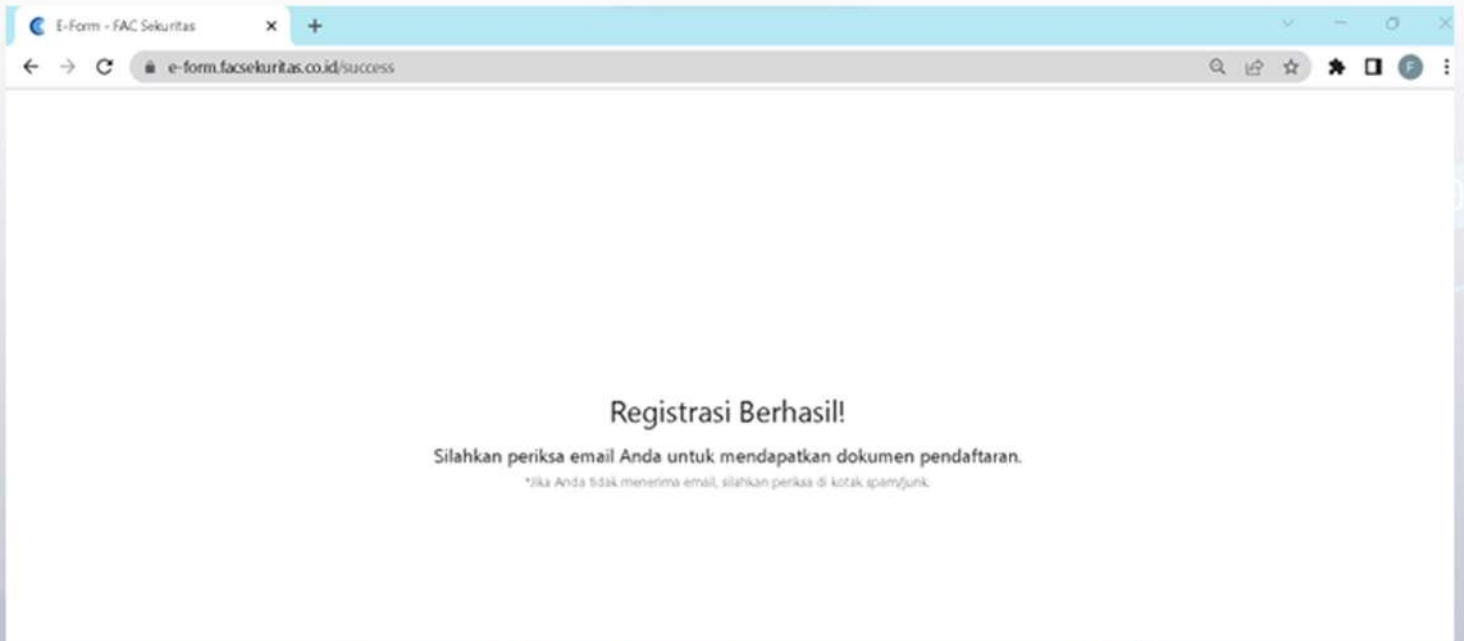 E-Form - FAC Sekuritas
e-form.facsekuritas.co.id/success
F
Registrasi Berhasil!
Silahkan periksa email Anda untuk mendapatkan dokumen pendaftaran.
*Jika Anda tidak menerima email, silahkan periksa di kotak spam/junk